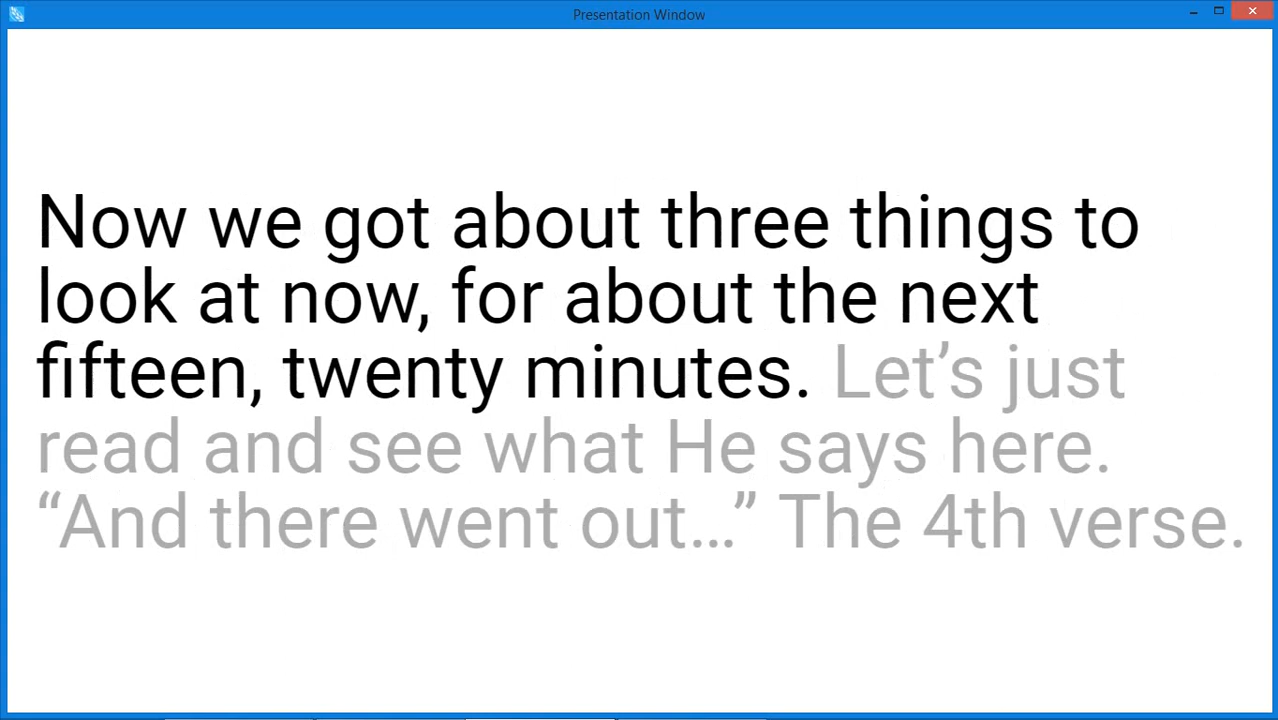 Presentation Window
Now we got about three things to
look at now, for about the next
fifteen, twenty minutes. Let’s just
read and see what He says here.
“And there went out…” The 4th verse.